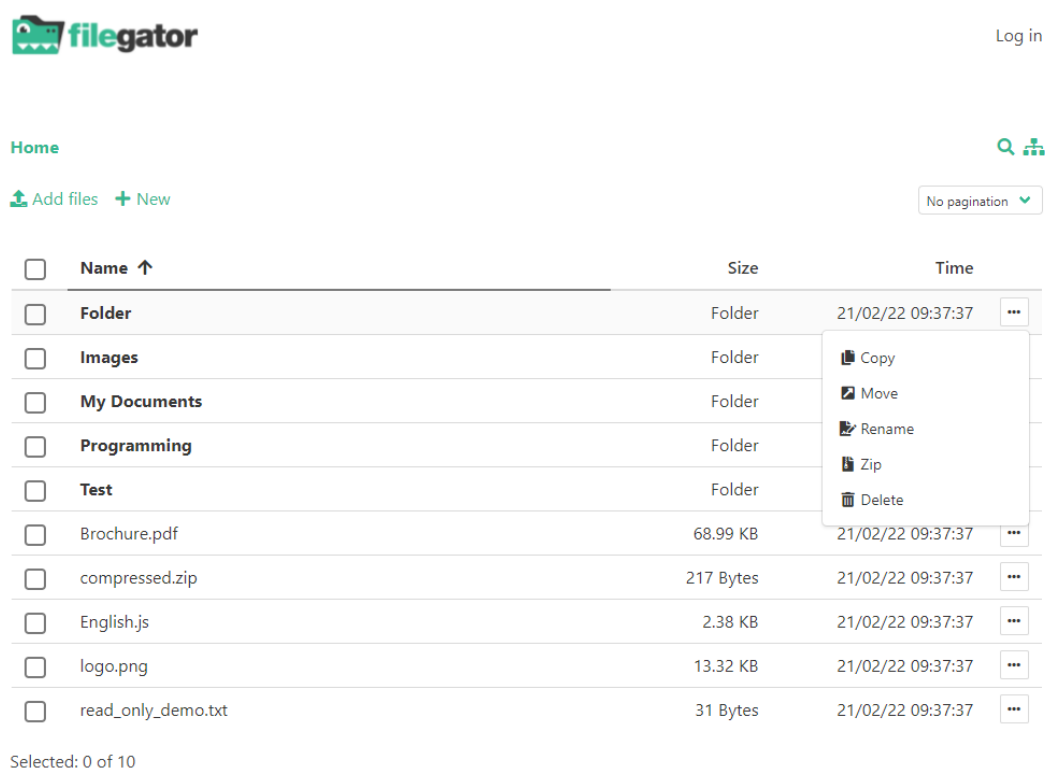 filegator
Log in
Home
Add files New
No pagination
Name Size Time
Folder Folder 21/02/22 09:37:37
Images Folder
Copy
Move
My Documents Folder
Rename
Programming Folder
Zip
Test Folder
Delete
Brochure.pdf 68.99 KB 21/02/22 09:37:37
compressed.zip 217 Bytes 21/02/22 09:37:37
English.js 2.38 KB 21/02/22 09:37:37
logo.png 13.32 KB 21/02/22 09:37:37
read_only_demo.txt 31 Bytes 21/02/22 09:37:37
Selected: 0 of 10